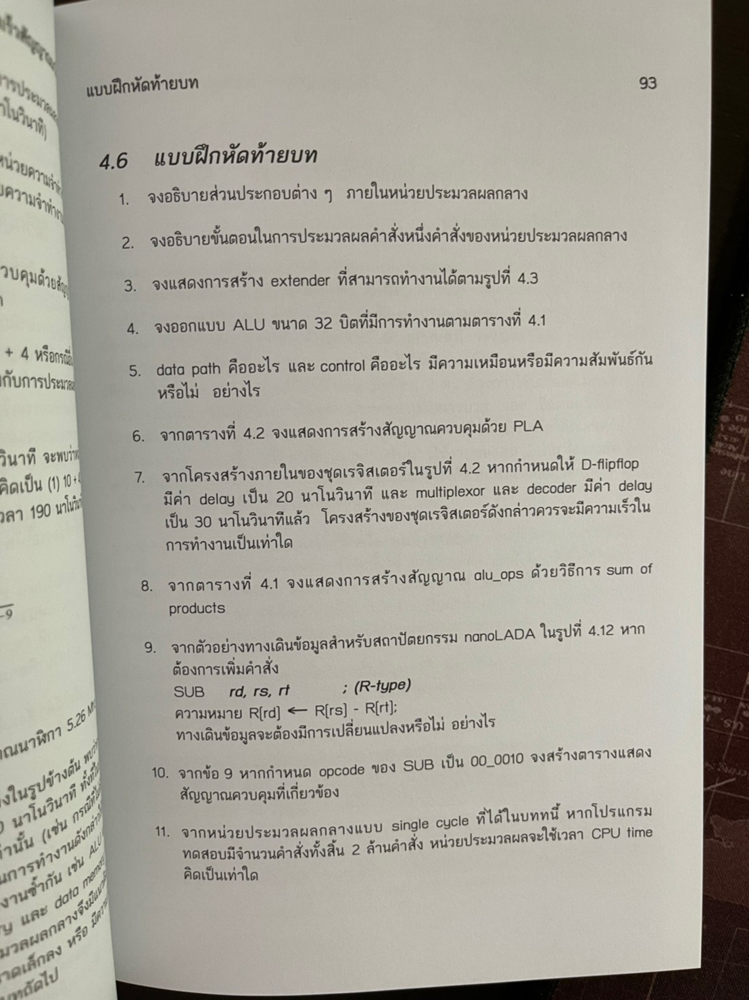 แบบฝึกหัดท้ายบท 93
4.6 แบบฝึกหัดท้ายบท
1. จงอธิบายส่วนประกอบต่าง ๆ ภายในหน่วยประมวลผลกลาง
2. จงอธิบายขั้นตอนในการประมวลผลคำสั่งหนึ่งคำสั่งของหน่วยประมวลผลกลาง
3. จงแสดงการสร้าง extender ที่สามารถทำงานได้ตามรูปที่ 4.3
4. จงออกแบบ ALU ขนาด 32 บิตที่มีการทำงานตามตารางที่ 4.1
5. data path คืออะไร และ control คืออะไร มีความเหมือนหรือมีความสัมพันธ์กัน
หรือไม่ อย่างไร
6. จากตารางที่ 4.2 จงแสดงการสร้างสัญญาณควบคุมด้วย PLA
7. จากโครงสร้างภายในของชุดเรจิสเตอร์ในรูปที่ 4.2 หากกำหนดให้ D-flipflop
มีค่า delay เป็น 20 นาโนวินาที และ multiplexor และ decoder มีค่า delay
เป็น 30 นาโนวินาทีแล้ว โครงสร้างของชุดเรจิสเตอร์ดังกล่าวควรจะมีความเร็วใน
การทำงานเป็นเท่าใด
8. จากตารางที่ 4.1 จงแสดงการสร้างสัญญาณ alu_ops ด้วยวิธีการ sum of
products
9. จากตัวอย่างทางเดินข้อมูลสำหรับสถาปัตยกรรม nanoLADA ในรูปที่ 4.12 หาก
ต้องการเพิ่มคำสั่ง
SUB rd, rs, rt ; (R-type)
ความหมาย R[rd] ← R[rs] - R[rt];
ทางเดินข้อมูลจะต้องมีการเปลี่ยนแปลงหรือไม่ อย่างไร
10. จากข้อ 9 หากกำหนด opcode ของ SUB เป็น 00_0010 จงสร้างตารางแสดง
สัญญาณควบคุมที่เกี่ยวข้อง
11. จากหน่วยประมวลผลกลางแบบ single cycle ที่ได้ในบททนี้ หากโปรแกรม
ทดสอบมีจำนวนคำสั่งทั้งสิ้น 2 ล้านคำสั่ง หน่วยประมวลผลจะใช้เวลา CPU time
คิดเป็นเท่าใด